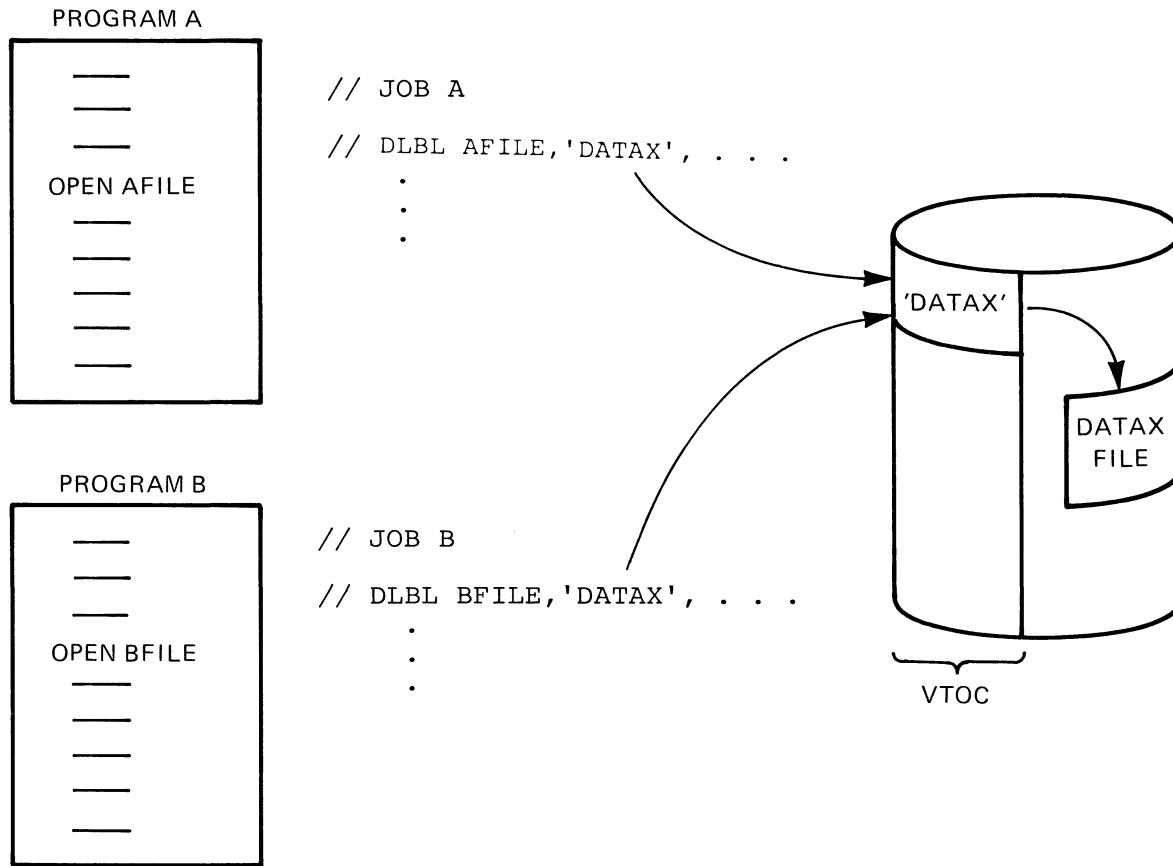 PROGRAM A
OPEN AFILE
// JOB A
// DLBL AFILE,'DATAX', . . .
.
.
.
PROGRAM B
OPEN BFILE
// JOB B
// DLBL BFILE,'DATAX', . . .
.
.
.
'DATAX'
DATAX
FILE
VTOC